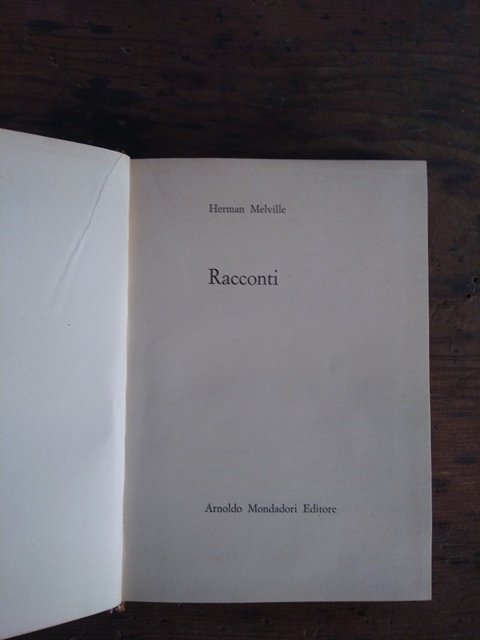 Herman Melville
Racconti
Arnoldo Mondadori Editore